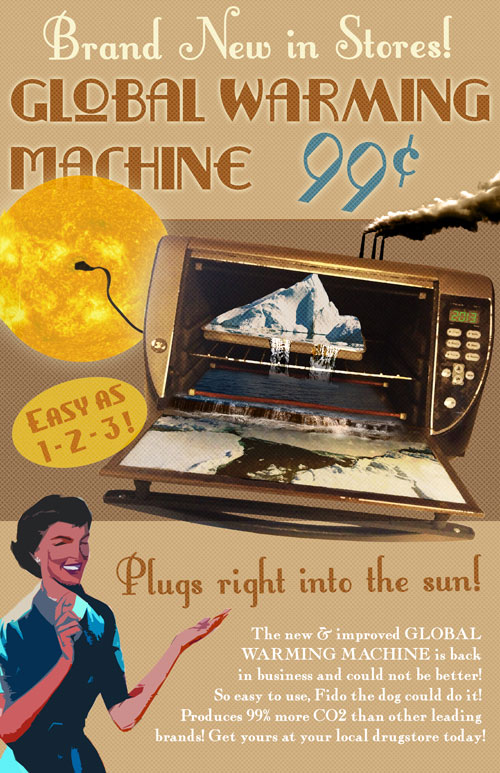 Brand New in Stores!
GLOBAL WARMING
MACHINE 99¢
2013
EASY AS
1-2-3!
Plugs right into the sun!
The new & improved GLOBAL
WARMING MACHINE is back
in business and could not be better!
So easy to use, Fido the dog could do it!
Produces 99% more CO2 than other leading
brands! Get yours at your local drugstore today!